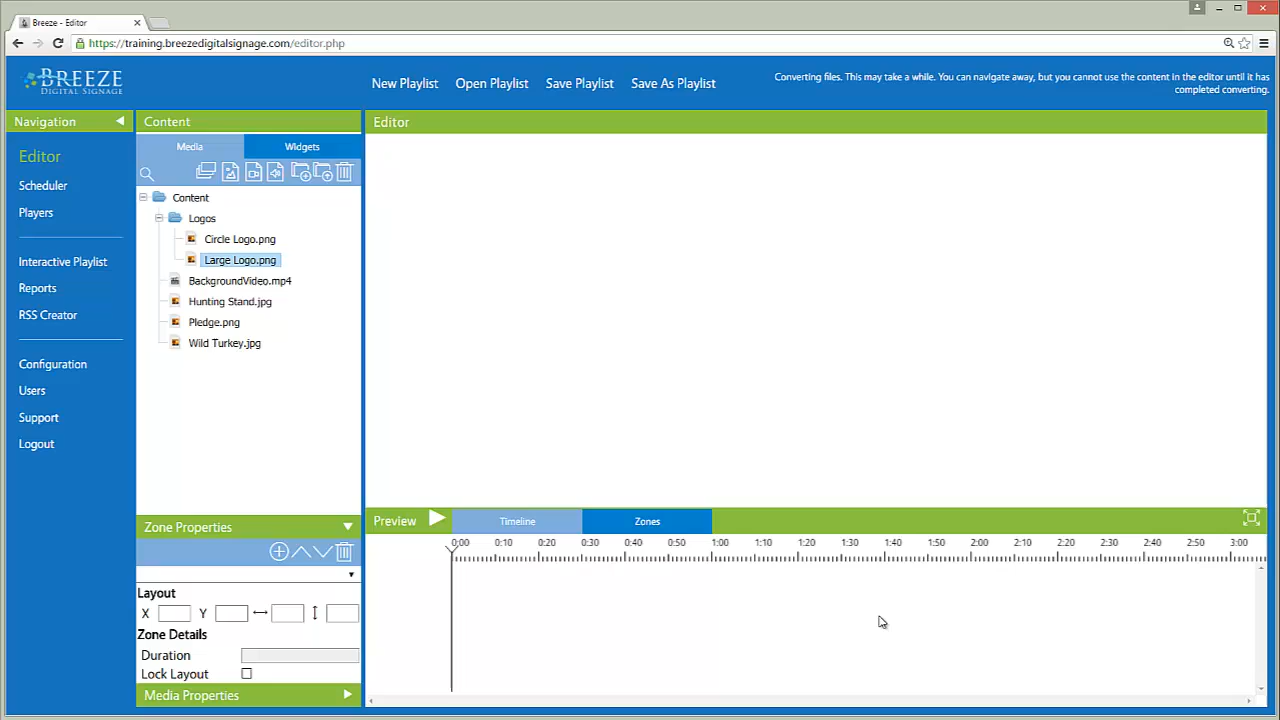 Breeze - Editor
https://training.breezedigitalsignage.com/editor.php
BREEZE
DIGITAL SIGNAGE
New Playlist Open Playlist Save Playlist Save As Playlist
Converting files. This may take a while. You can navigate away, but you cannot use the content in the editor until it has
completed converting.
Navigation
Editor
Scheduler
Players
Interactive Playlist
Reports
RSS Creator
Configuration
Users
Support
Logout
Content
Media Widgets
Content
Logos
Circle Logo.png
Large Logo.png
BackgroundVideo.mp4
Hunting Stand.jpg
Pledge.png
Wild Turkey.jpg
Zone Properties
Layout
X Y
Zone Details
Duration
Lock Layout
Media Properties
Editor
Preview Timeline Zones
0:00 0:10 0:20 0:30 0:40 0:50 1:00 1:10 1:20 1:30 1:40 1:50 2:00 2:10 2:20 2:30 2:40 2:50 3:00